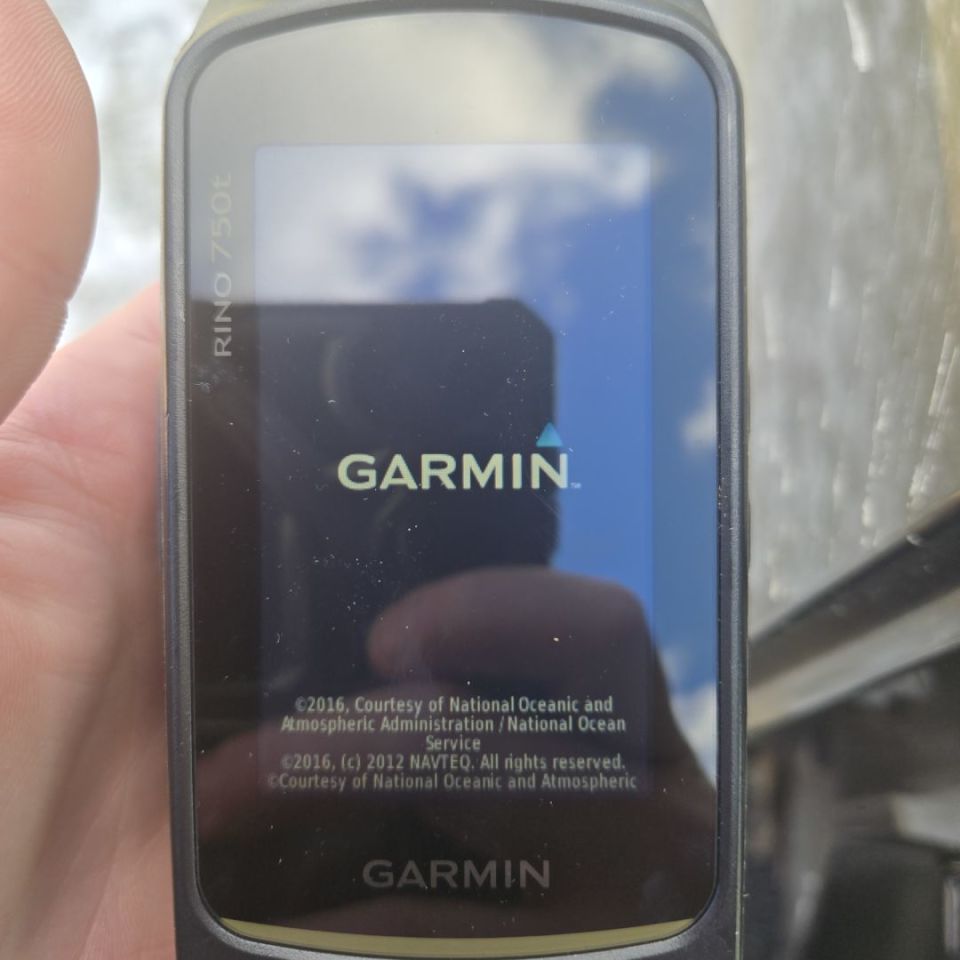 RINO 750t
GARMIN™
©2016, Courtesy of National Oceanic and
Atmospheric Administration / National Ocean
Service
©2016, (c) 2012 NAVTEQ. All rights reserved.
©Courtesy of National Oceanic and Atmospheric
GARMIN